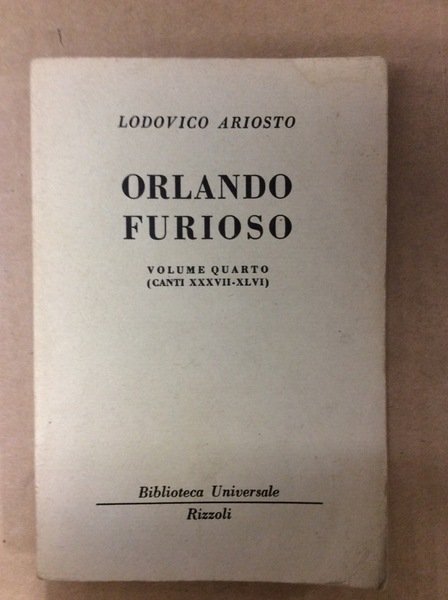 LODOVICO ARIOSTO
ORLANDO
FURIOSO
VOLUME QUARTO
(CANTI XXXVII-XLVI)
Biblioteca Universale
Rizzoli